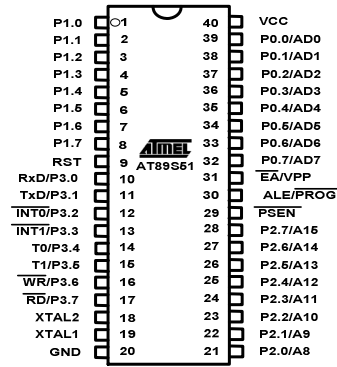 P1.0 1 40 VCC
P1.1 2 39 P0.0/AD0
P1.2 3 38 P0.1/AD1
P1.3 4 37 P0.2/AD2
P1.4 5 36 P0.3/AD3
P1.5 6 35 P0.4/AD4
P1.6 7 34 P0.5/AD5
P1.7 8 ATMEL 33 P0.6/AD6
RST 9 AT89S51 32 P0.7/AD7
RxD/P3.0 10 31 EA/VPP
TxD/P3.1 11 30 ALE/PROG
INT0/P3.2 12 29 PSEN
INT1/P3.3 13 28 P2.7/A15
T0/P3.4 14 27 P2.6/A14
T1/P3.5 15 26 P2.5/A13
WR/P3.6 16 25 P2.4/A12
RD/P3.7 17 24 P2.3/A11
XTAL2 18 23 P2.2/A10
XTAL1 19 22 P2.1/A9
GND 20 21 P2.0/A8